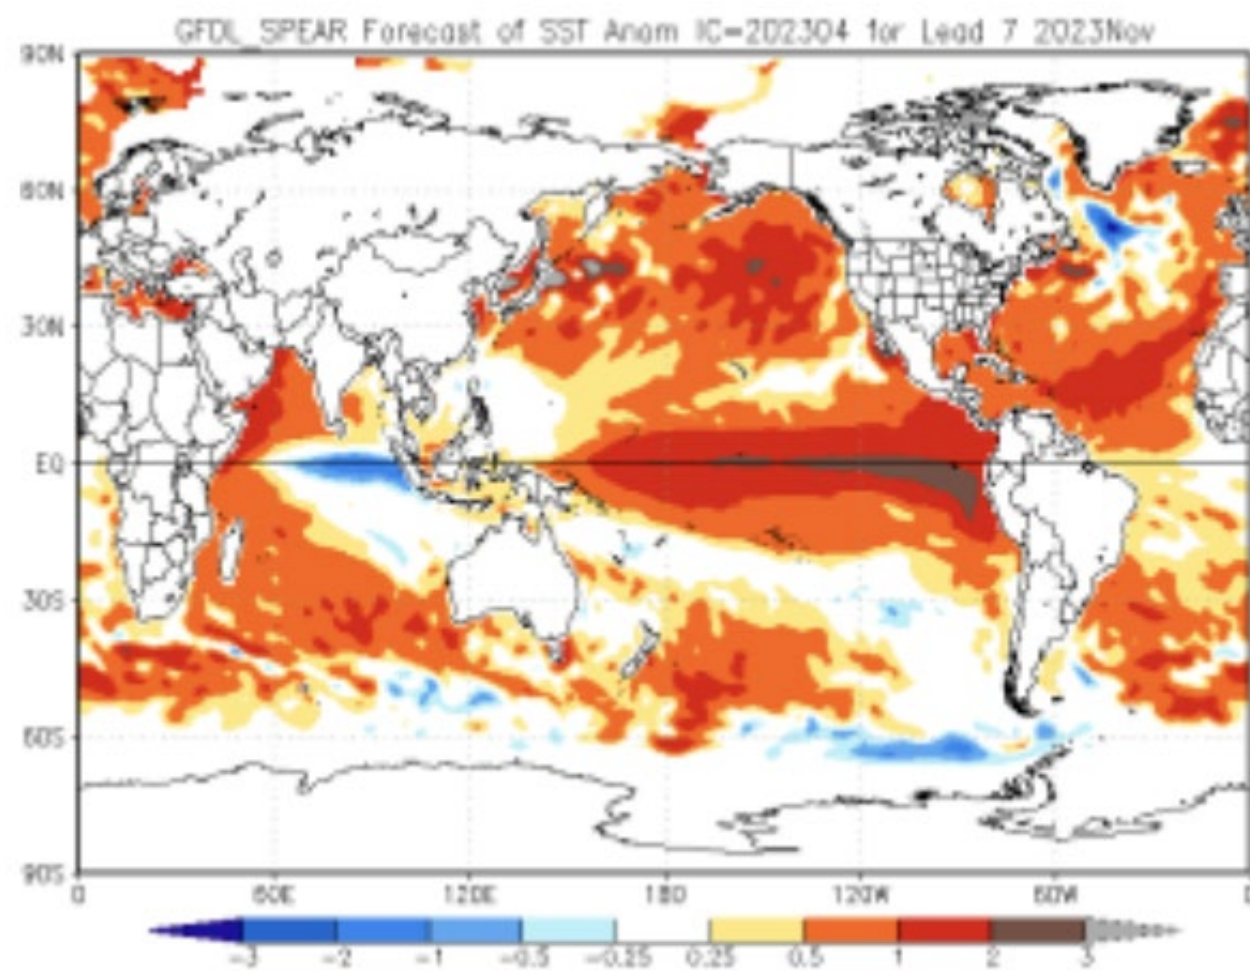 GFDL_SPEAR Forecast of SST Anom IC=202304 for Lead 7 2023Nov
90N
60N
30N
EQ
30S
60S
90S
0 60E 120E 180 120W 60W 0
-3 -2 -1 -0.5 -0.25 0.25 0.5 1 2 3